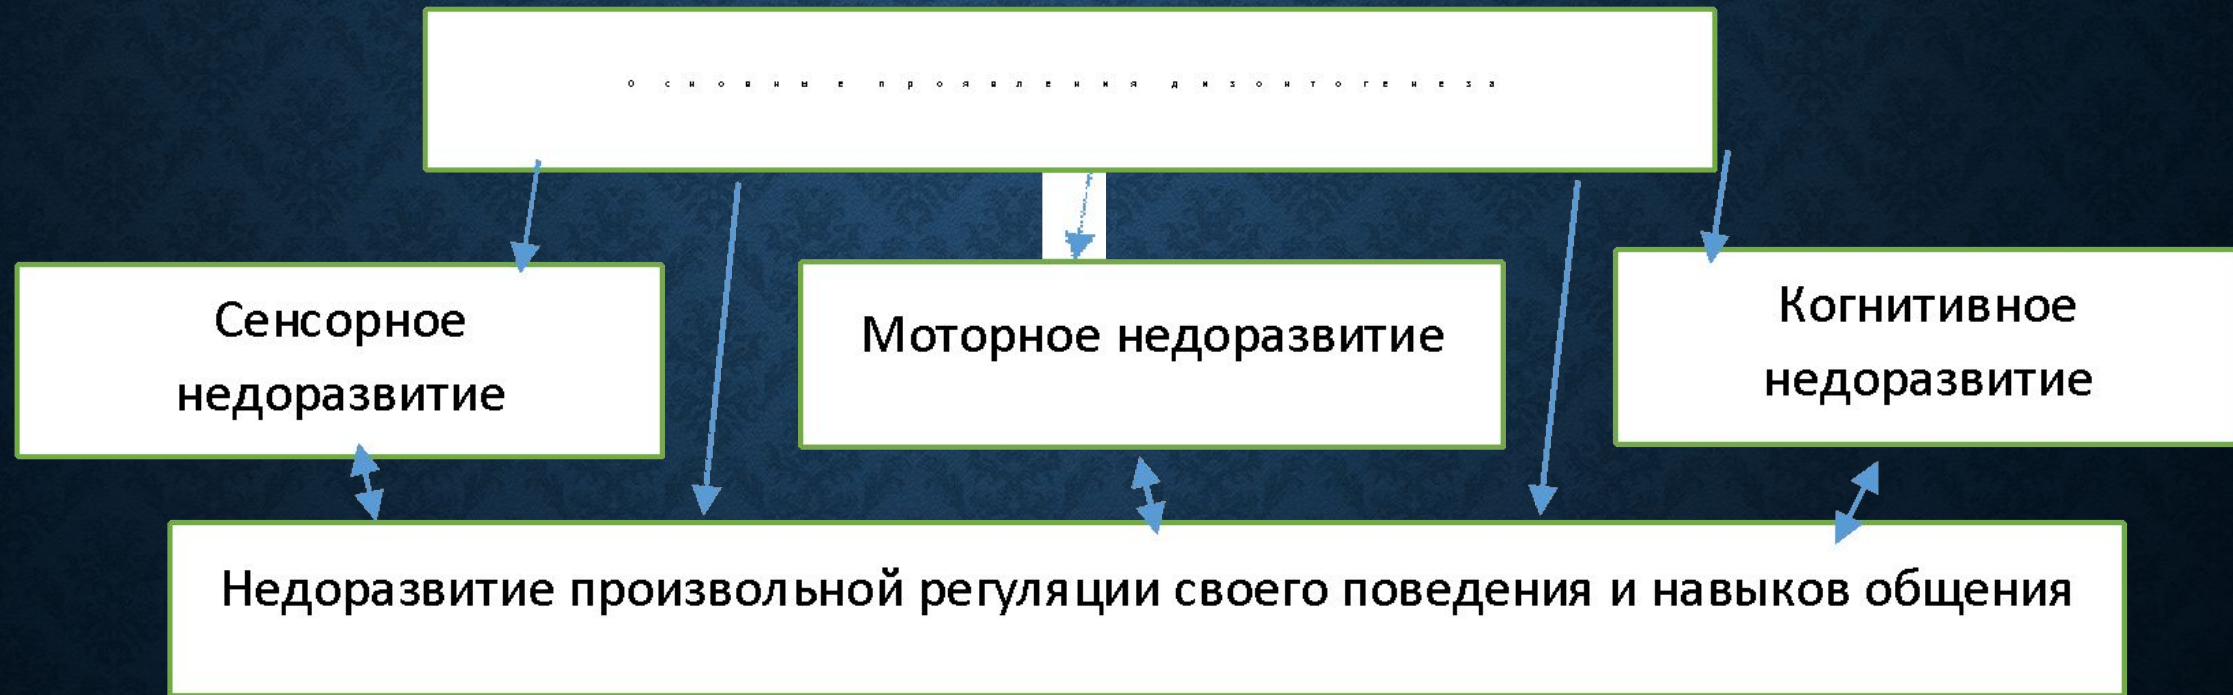 Основные проявления дизонтогенеза
Сенсорное
недоразвитие
Моторное недоразвитие
Когнитивное
недоразвитие
Недоразвитие произвольной регуляции своего поведения и навыков общения